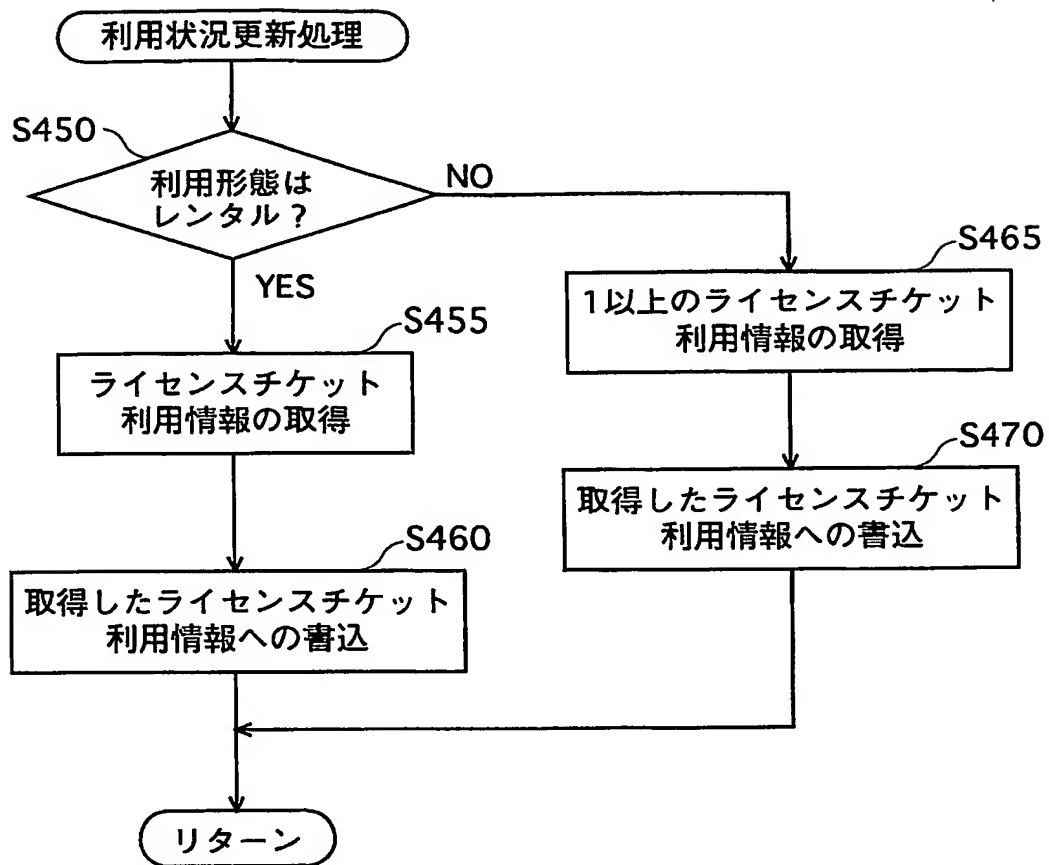 利用状況更新処理
S450
利用形態は
レンタル?
NO
YES
S455
ライセンスチケット
利用情報の取得
S460
取得したライセンスチケット
利用情報への書込
S465
1以上のライセンスチケット
利用情報の取得
S470
取得したライセンスチケット
利用情報への書込
リターン